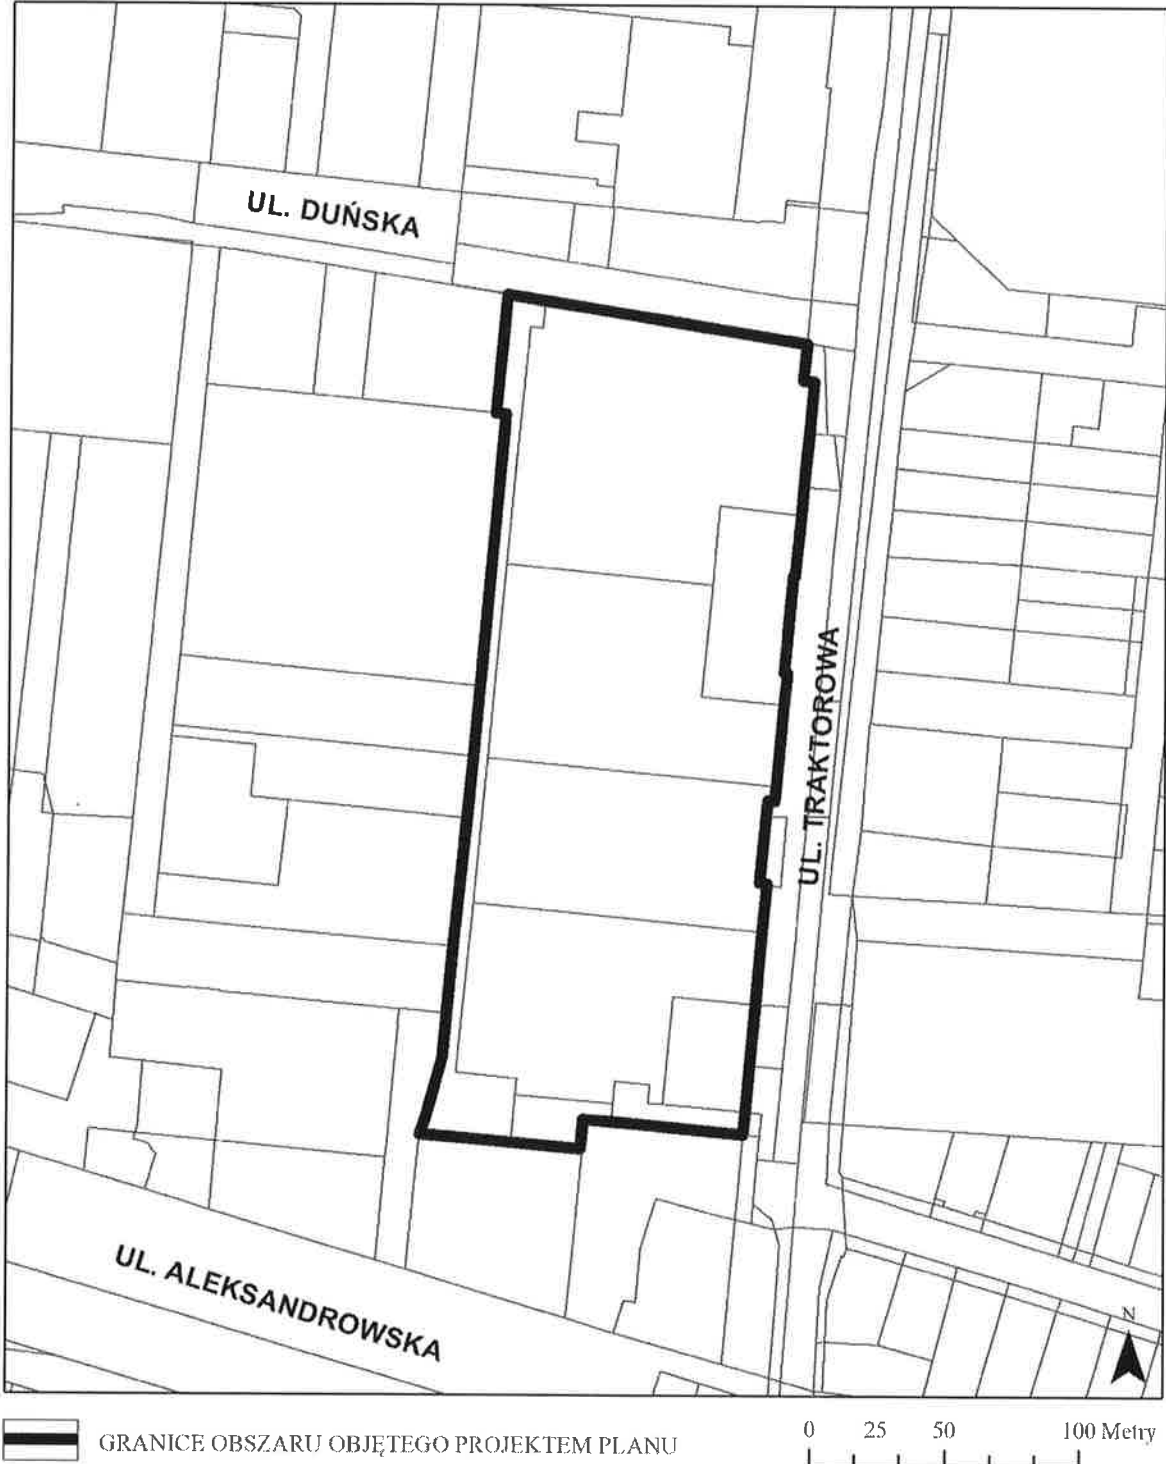 UL. DUŃSKA
UL. TRAKTOROWA
UL. ALEKSANDROWSKA
N
GRANICE OBSZARU OBJĘTEGO PROJEKTEM PLANU
0 25 50 100 Metry